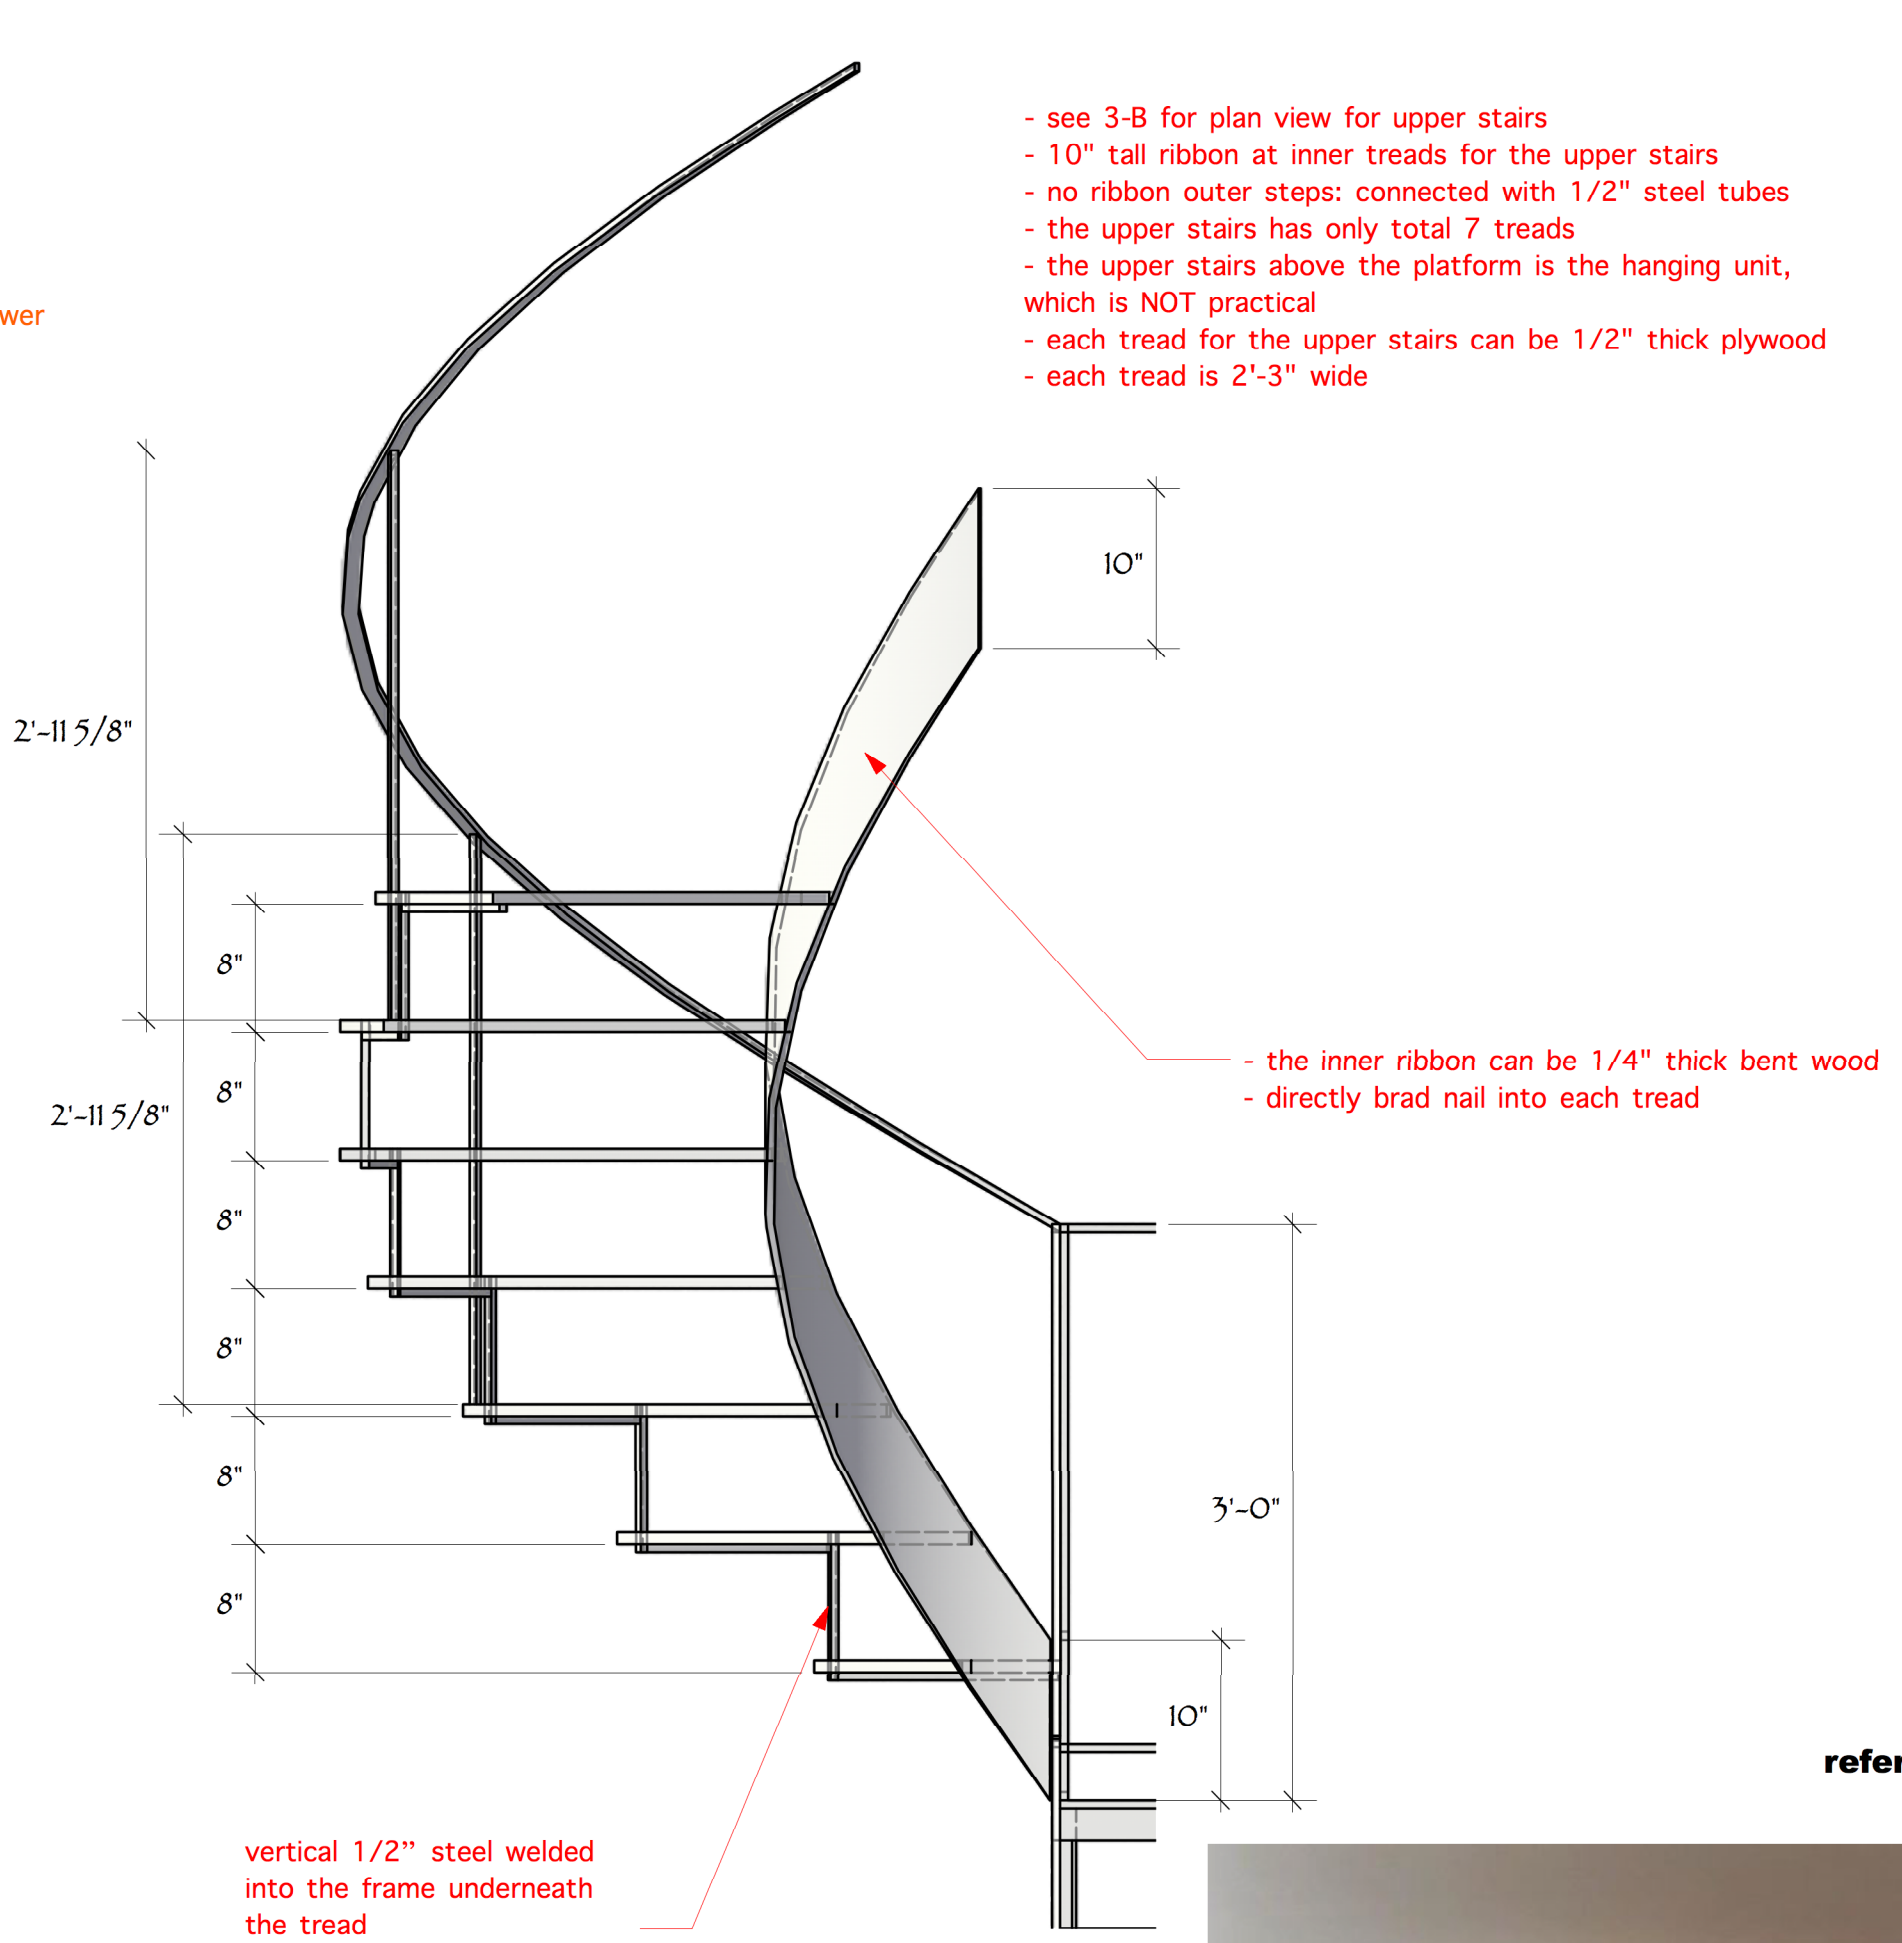 - see 3-B for plan view for upper stairs
- 10" tall ribbon at inner treads for the upper stairs
- no ribbon outer steps: connected with 1/2" steel tubes
- the upper stairs has only total 7 treads
- the upper stairs above the platform is the hanging unit,
which is NOT practical
- each tread for the upper stairs can be 1/2" thick plywood
- each tread is 2'-3" wide
wer
10"
2'-11 5/8"
8"
8"
2'-11 5/8"
- the inner ribbon can be 1/4" thick bent wood
- directly brad nail into each tread
8"
8"
8"
3'-0"
8"
10"
refer
vertical 1/2” steel welded
into the frame underneath
the tread